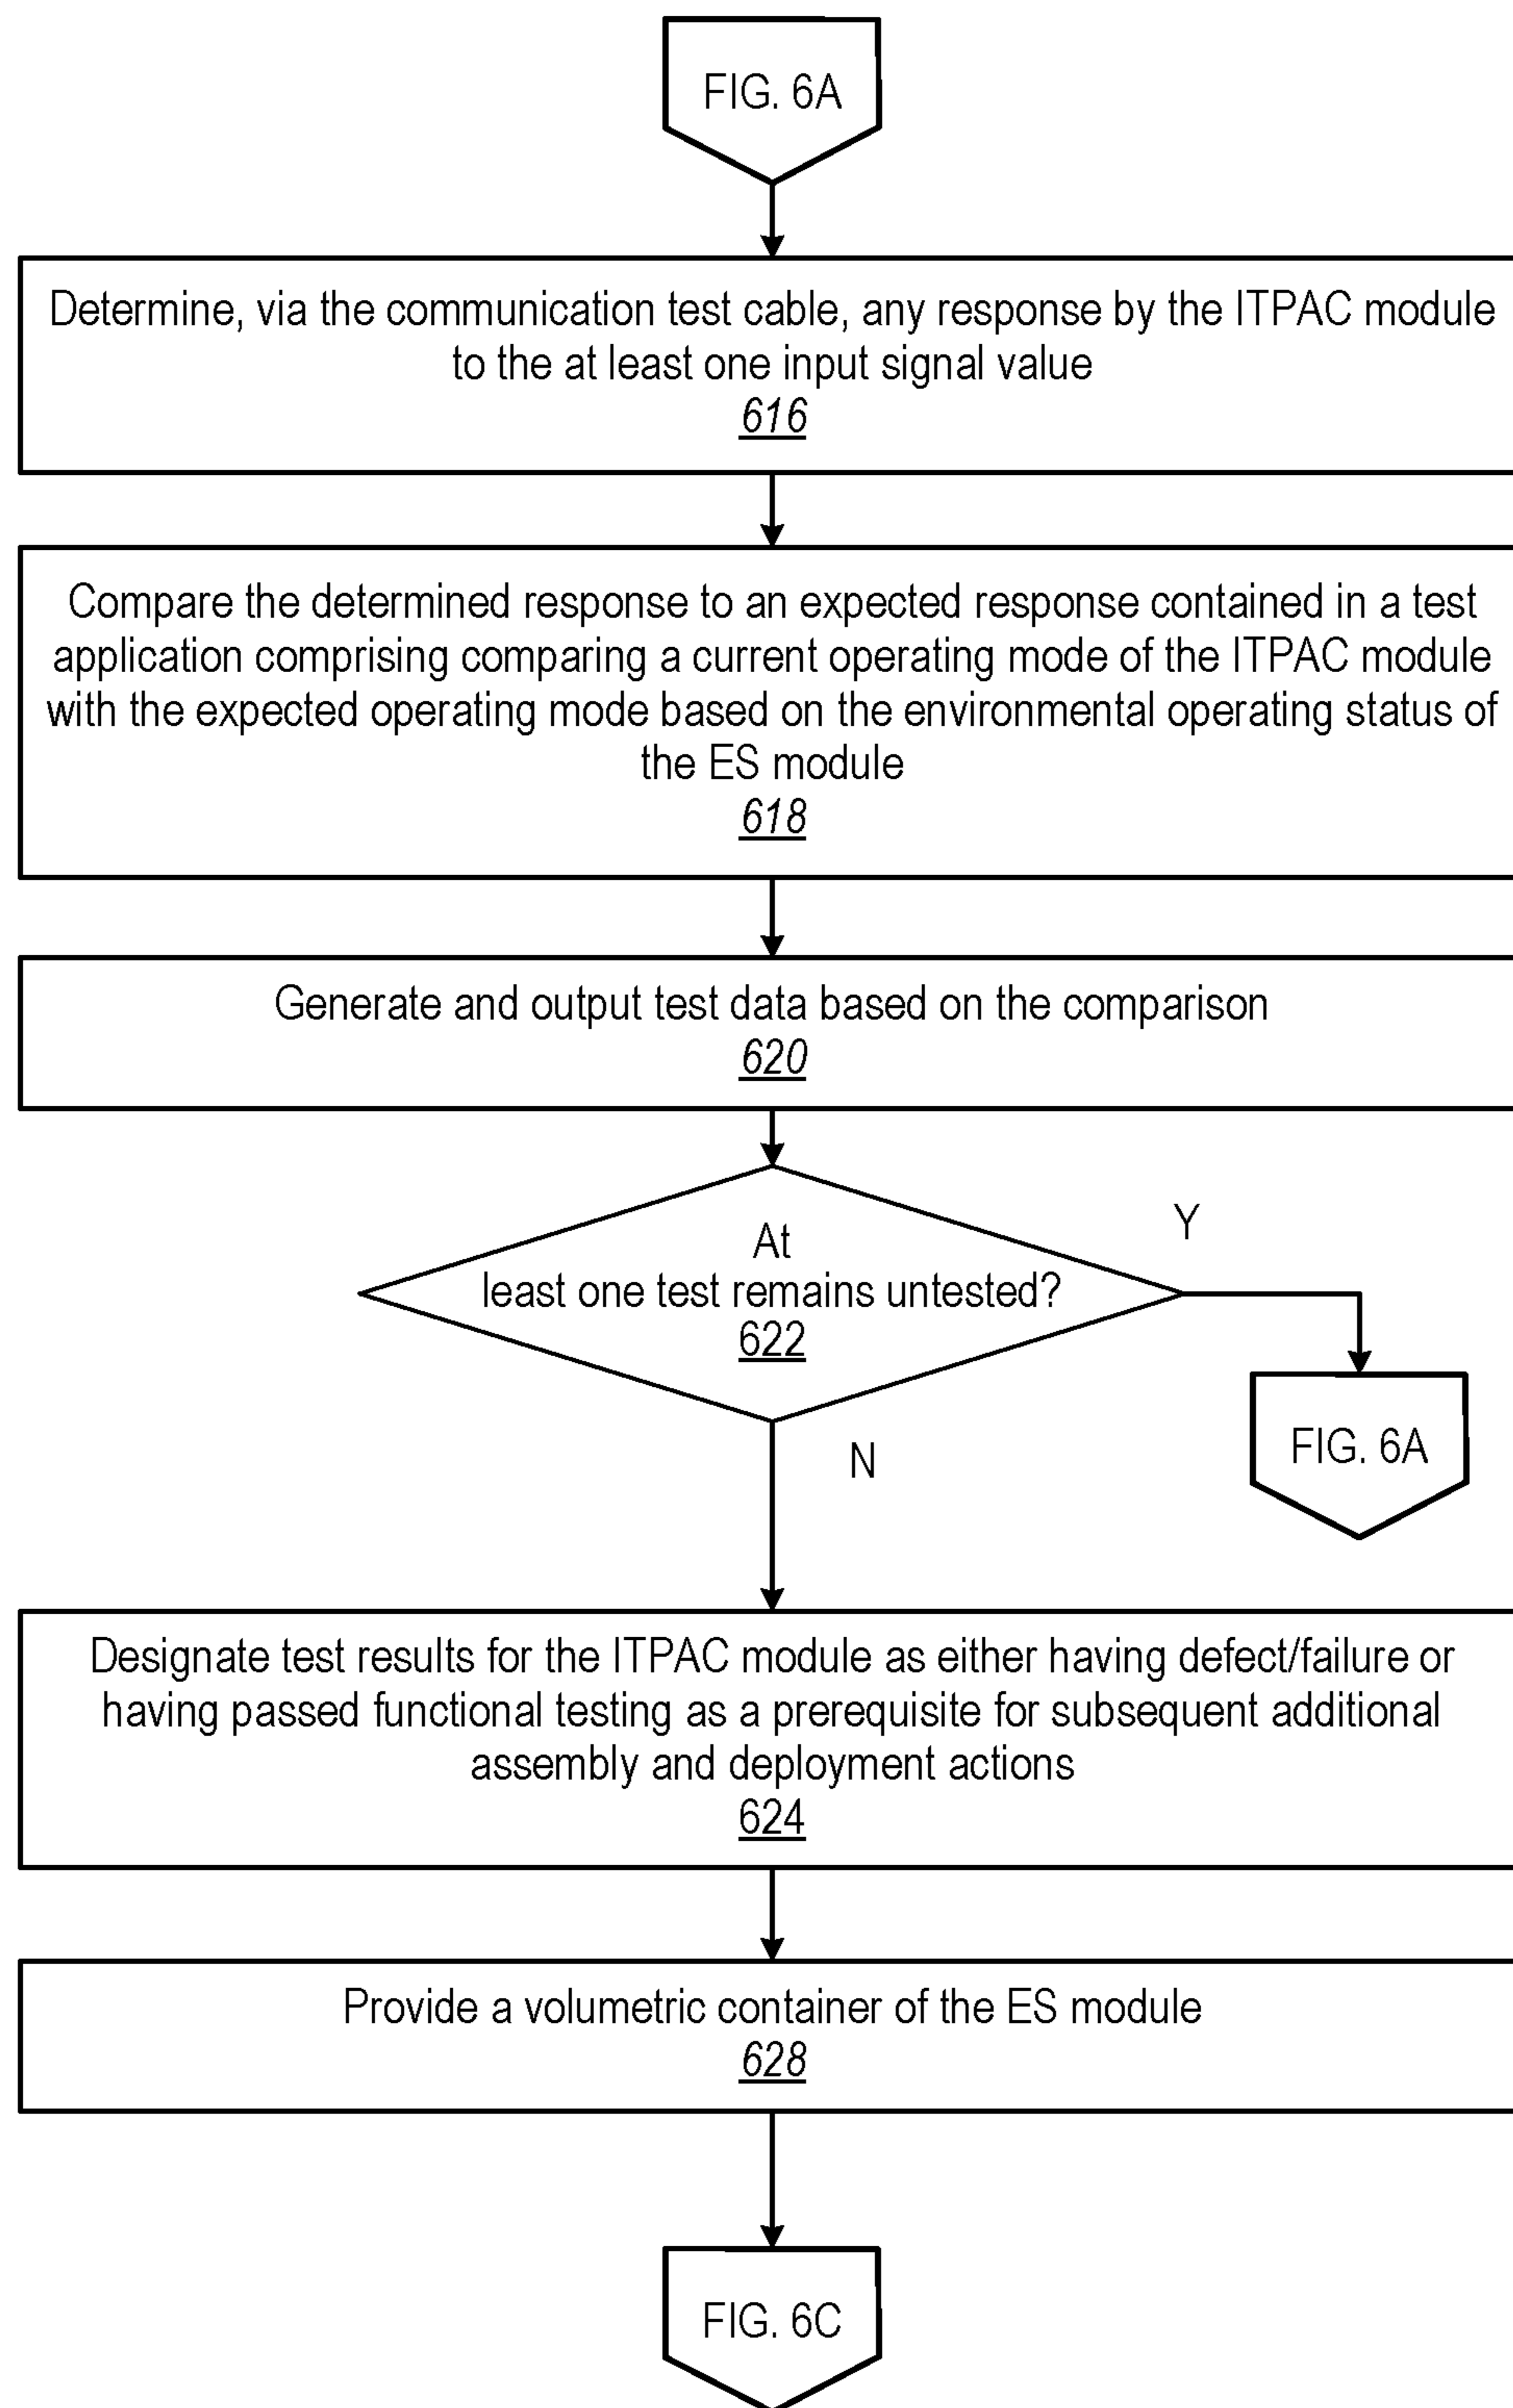 FIG. 6A
Determine, via the communication test cable, any response by the ITPAC module
to the at least one input signal value
616
Compare the determined response to an expected response contained in a test
application comprising comparing a current operating mode of the ITPAC module
with the expected operating mode based on the environmental operating status of
the ES module
618
Generate and output test data based on the comparison
620
At
least one test remains untested?
622
Y
FIG. 6A
N
Designate test results for the ITPAC module as either having defect/failure or
having passed functional testing as a prerequisite for subsequent additional
assembly and deployment actions
624
Provide a volumetric container of the ES module
628
FIG. 6C